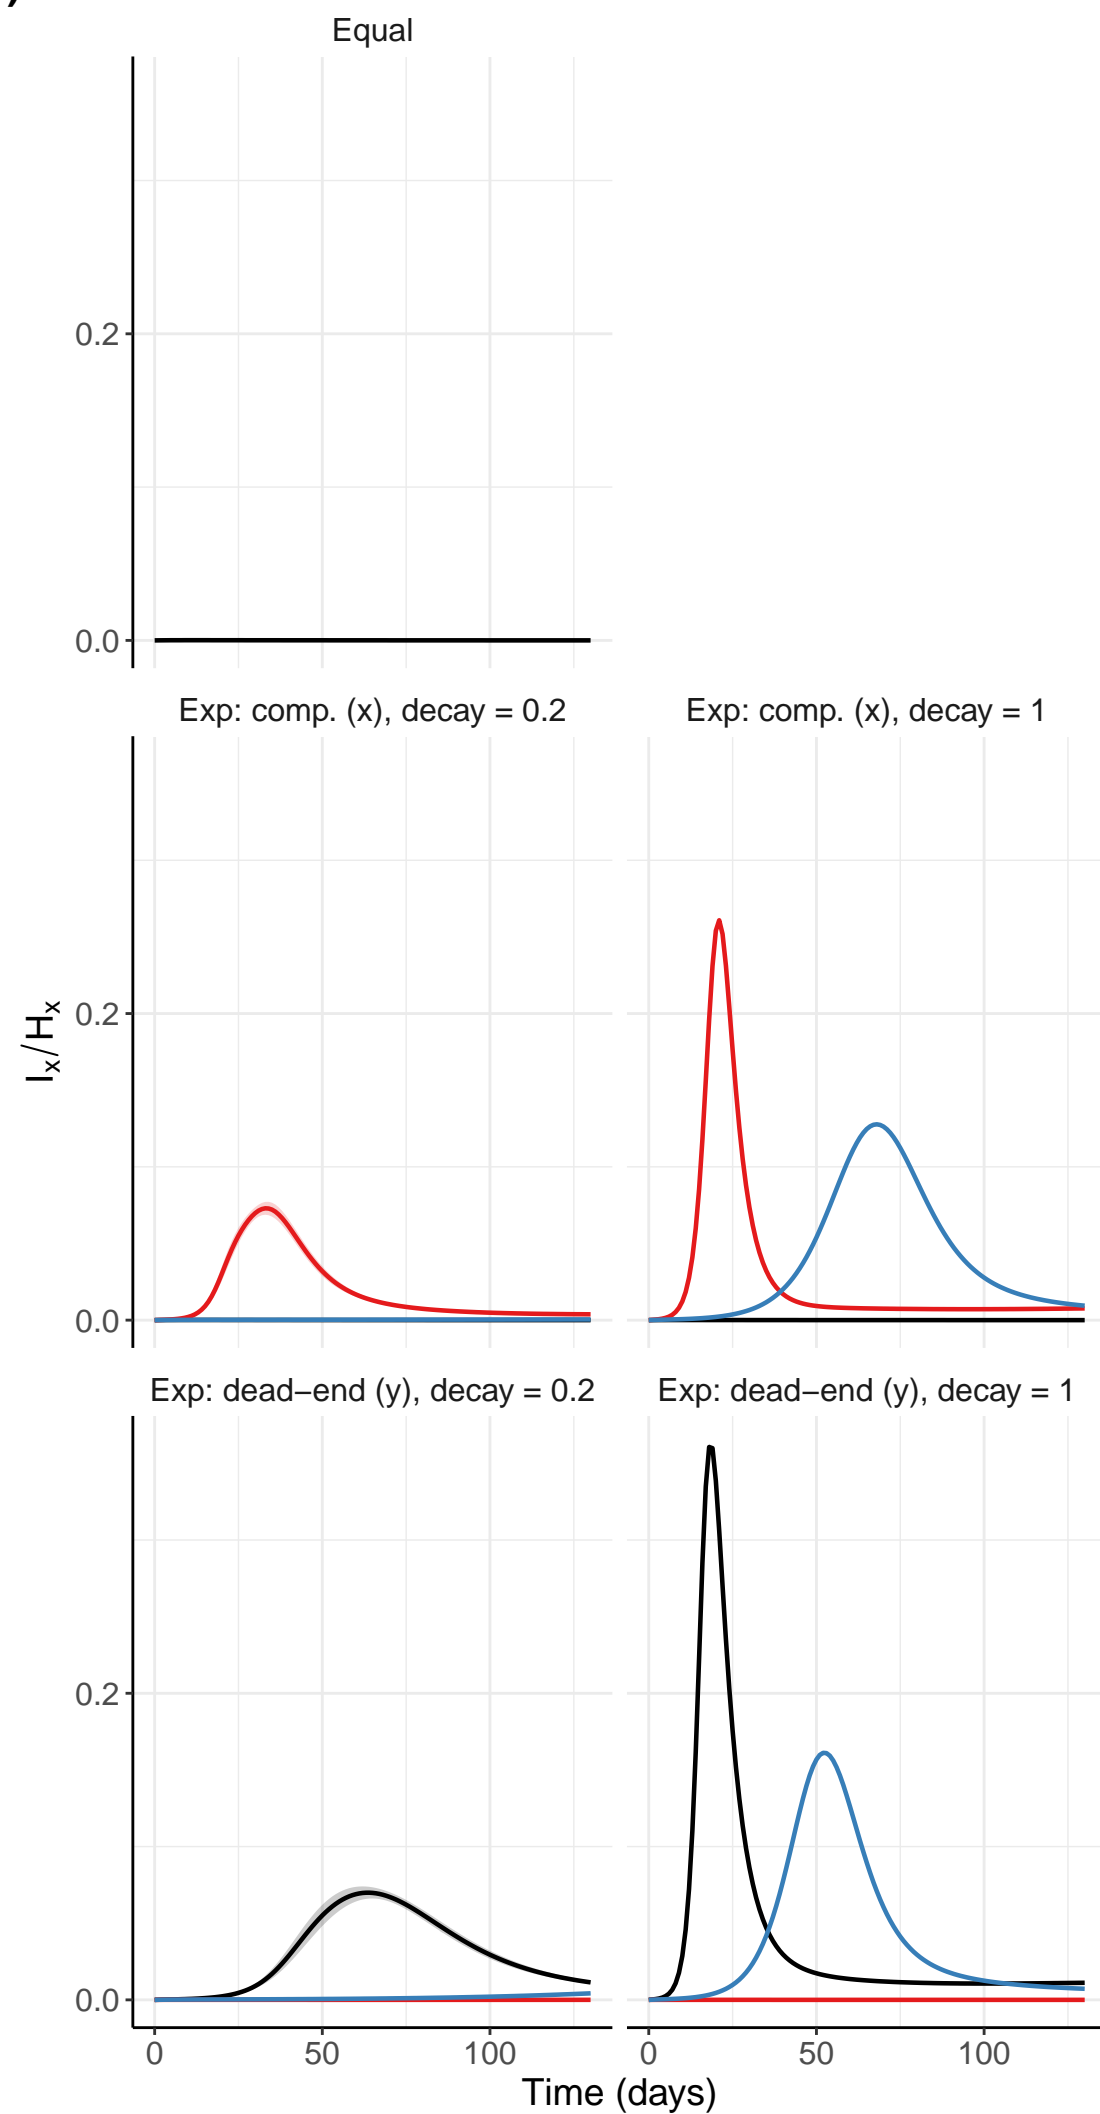 )
Equal
0.2
0.0
Exp: comp. (x), decay = 0.2
Exp: comp. (x), decay = 1
I_x/H_x
0.2
0.0
Exp: dead−end (y), decay = 0.2
Exp: dead−end (y), decay = 1
0.2
0.0
0 50 100 0 50 100
Time (days)